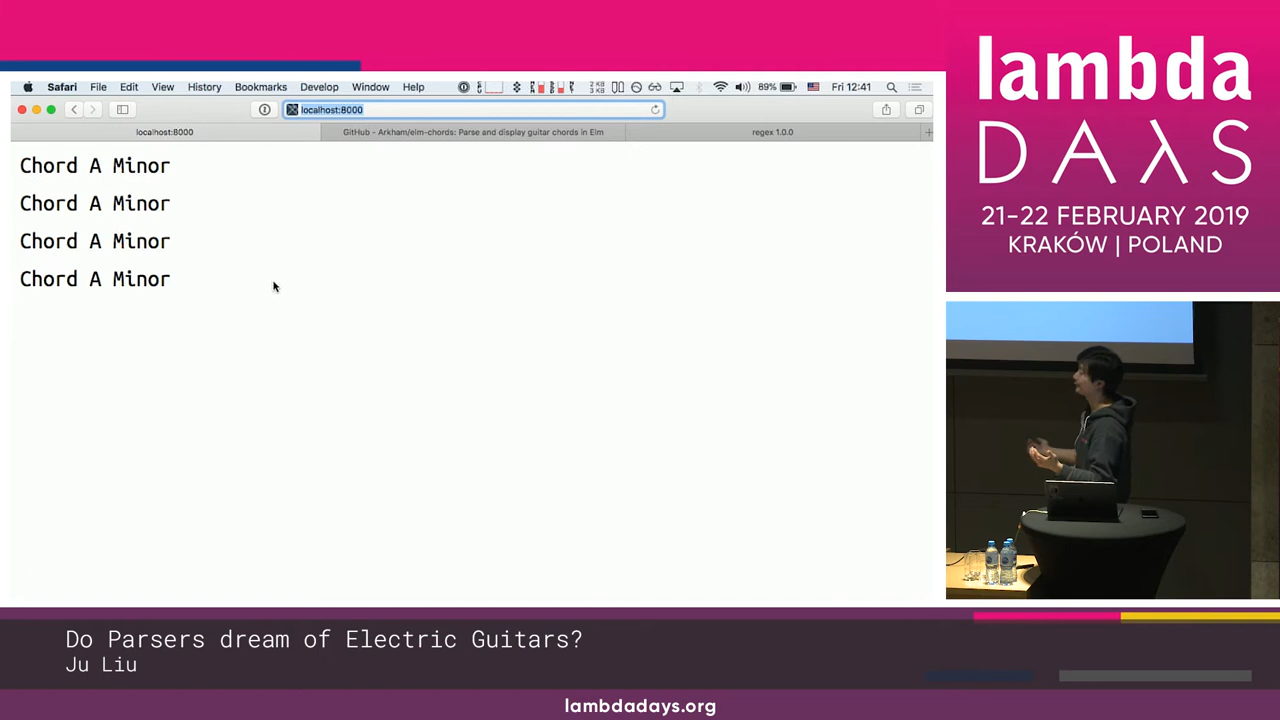 Safari File Edit View History Bookmarks Develop Window Help 89% Fri 12:41
localhost:8000
localhost:8000 GitHub - Arkham/elm-chords: Parse and display guitar chords in Elm regex 1.0.0
Chord A Minor
Chord A Minor
Chord A Minor
Chord A Minor
lambda
DAλS
21–22 FEBRUARY 2019
KRAKÓW | POLAND
Do Parsers dream of Electric Guitars?
Ju Liu
lambdadays.org